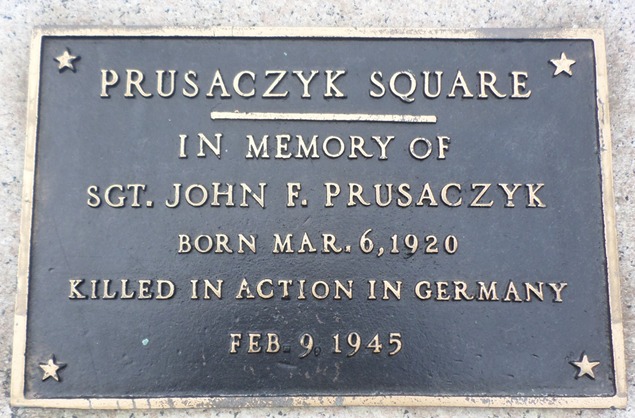 PRUSACZYK SQUARE
IN MEMORY OF
SGT. JOHN F. PRUSACZYK
BORN MAR. 6, 1920
KILLED IN ACTION IN GERMANY
FEB. 9. 1945